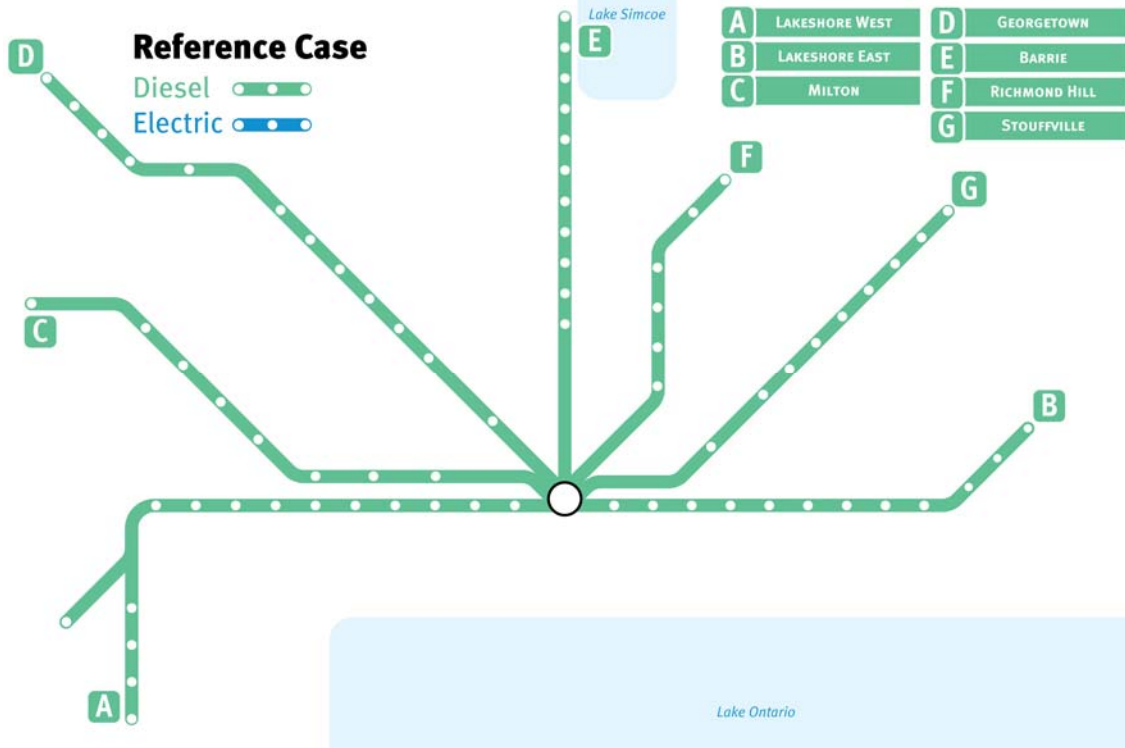 Reference Case
Diesel
Electric
Lake Simcoe
A LAKESHORE WEST
B LAKESHORE EAST
C MILTON
D GEORGETOWN
E BARRIE
F RICHMOND HILL
G STOUFFVILLE
D
E
F
G
C
B
A
Lake Ontario